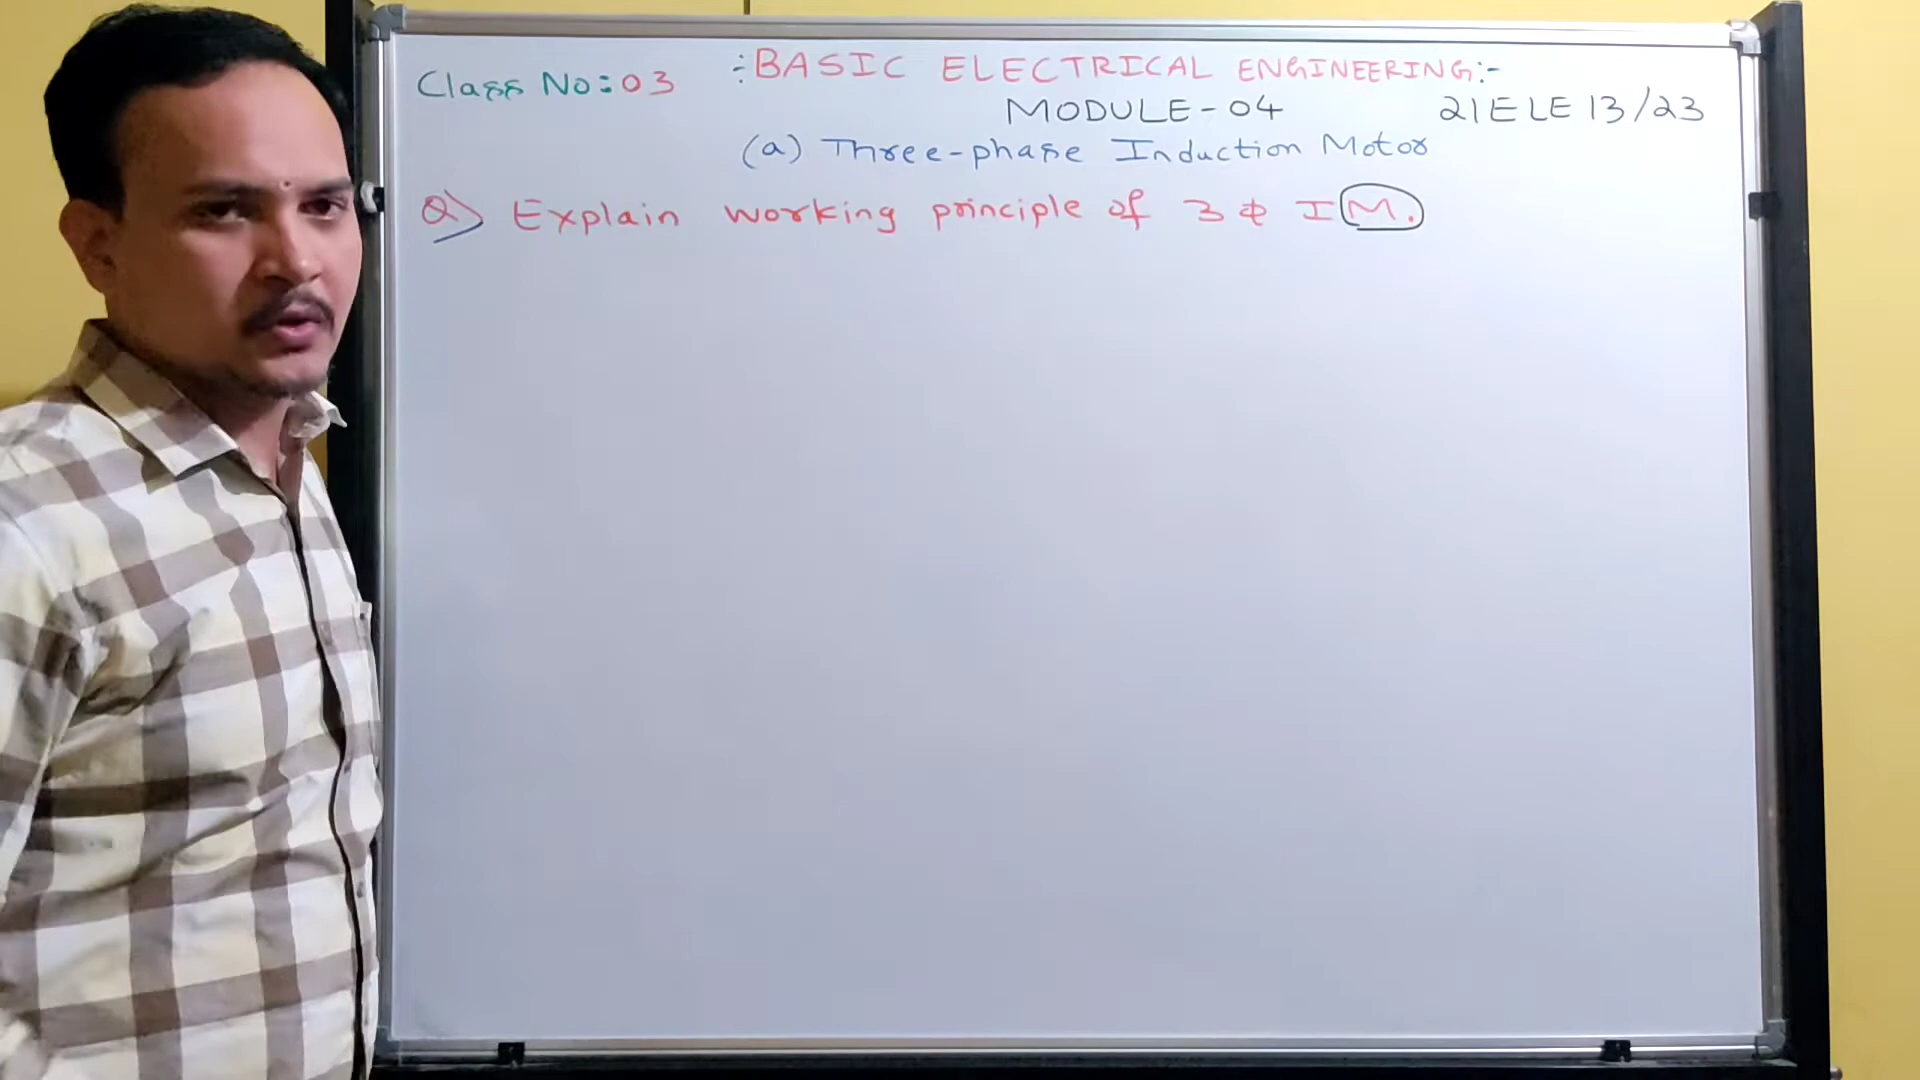 Class No:03 :BASIC ELECTRICAL ENGINEERING:-
MODULE-04 21ELE13/23
(a) Three-phase Induction Motor
Q) Explain working principle of 3 Φ IM.